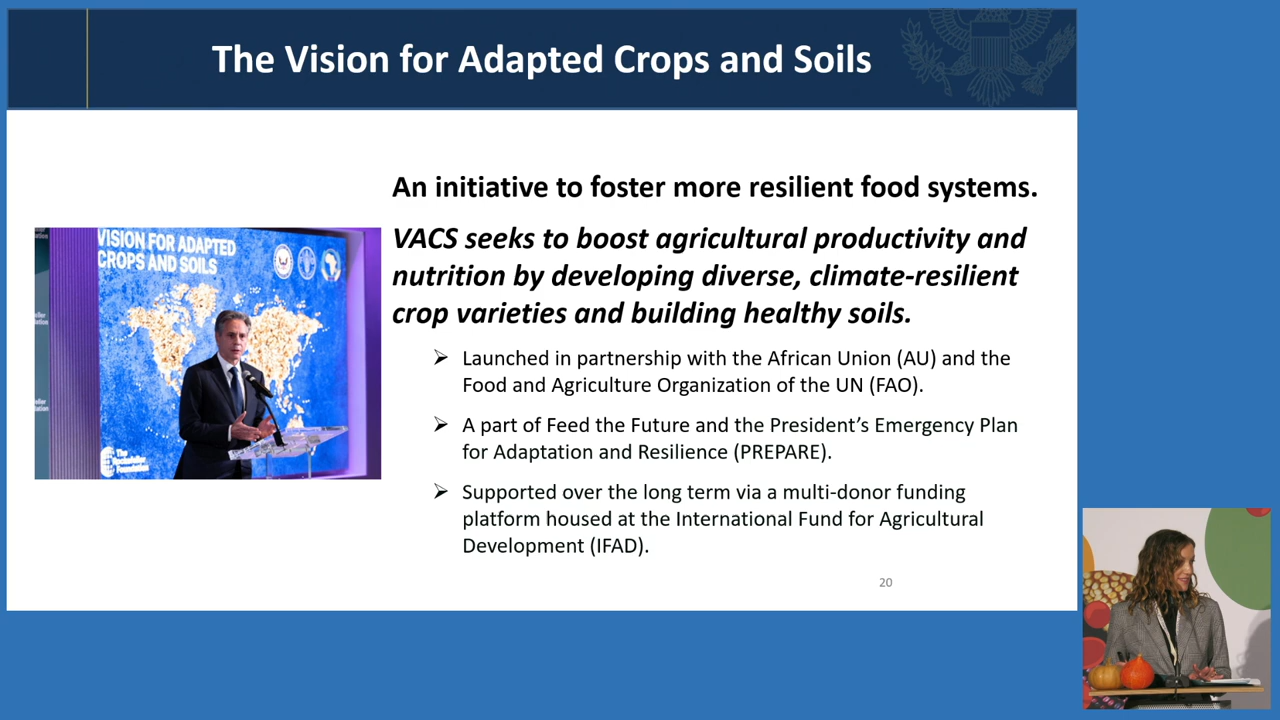 The Vision for Adapted Crops and Soils
An initiative to foster more resilient food systems.
VACS seeks to boost agricultural productivity and
nutrition by developing diverse, climate-resilient
crop varieties and building healthy soils.
Launched in partnership with the African Union (AU) and the
Food and Agriculture Organization of the UN (FAO).
A part of Feed the Future and the President’s Emergency Plan
for Adaptation and Resilience (PREPARE).
Supported over the long term via a multi-donor funding
platform housed at the International Fund for Agricultural
Development (IFAD).
20
VISION FOR ADAPTED
CROPS AND SOILS
The
Rockefeller
Foundation